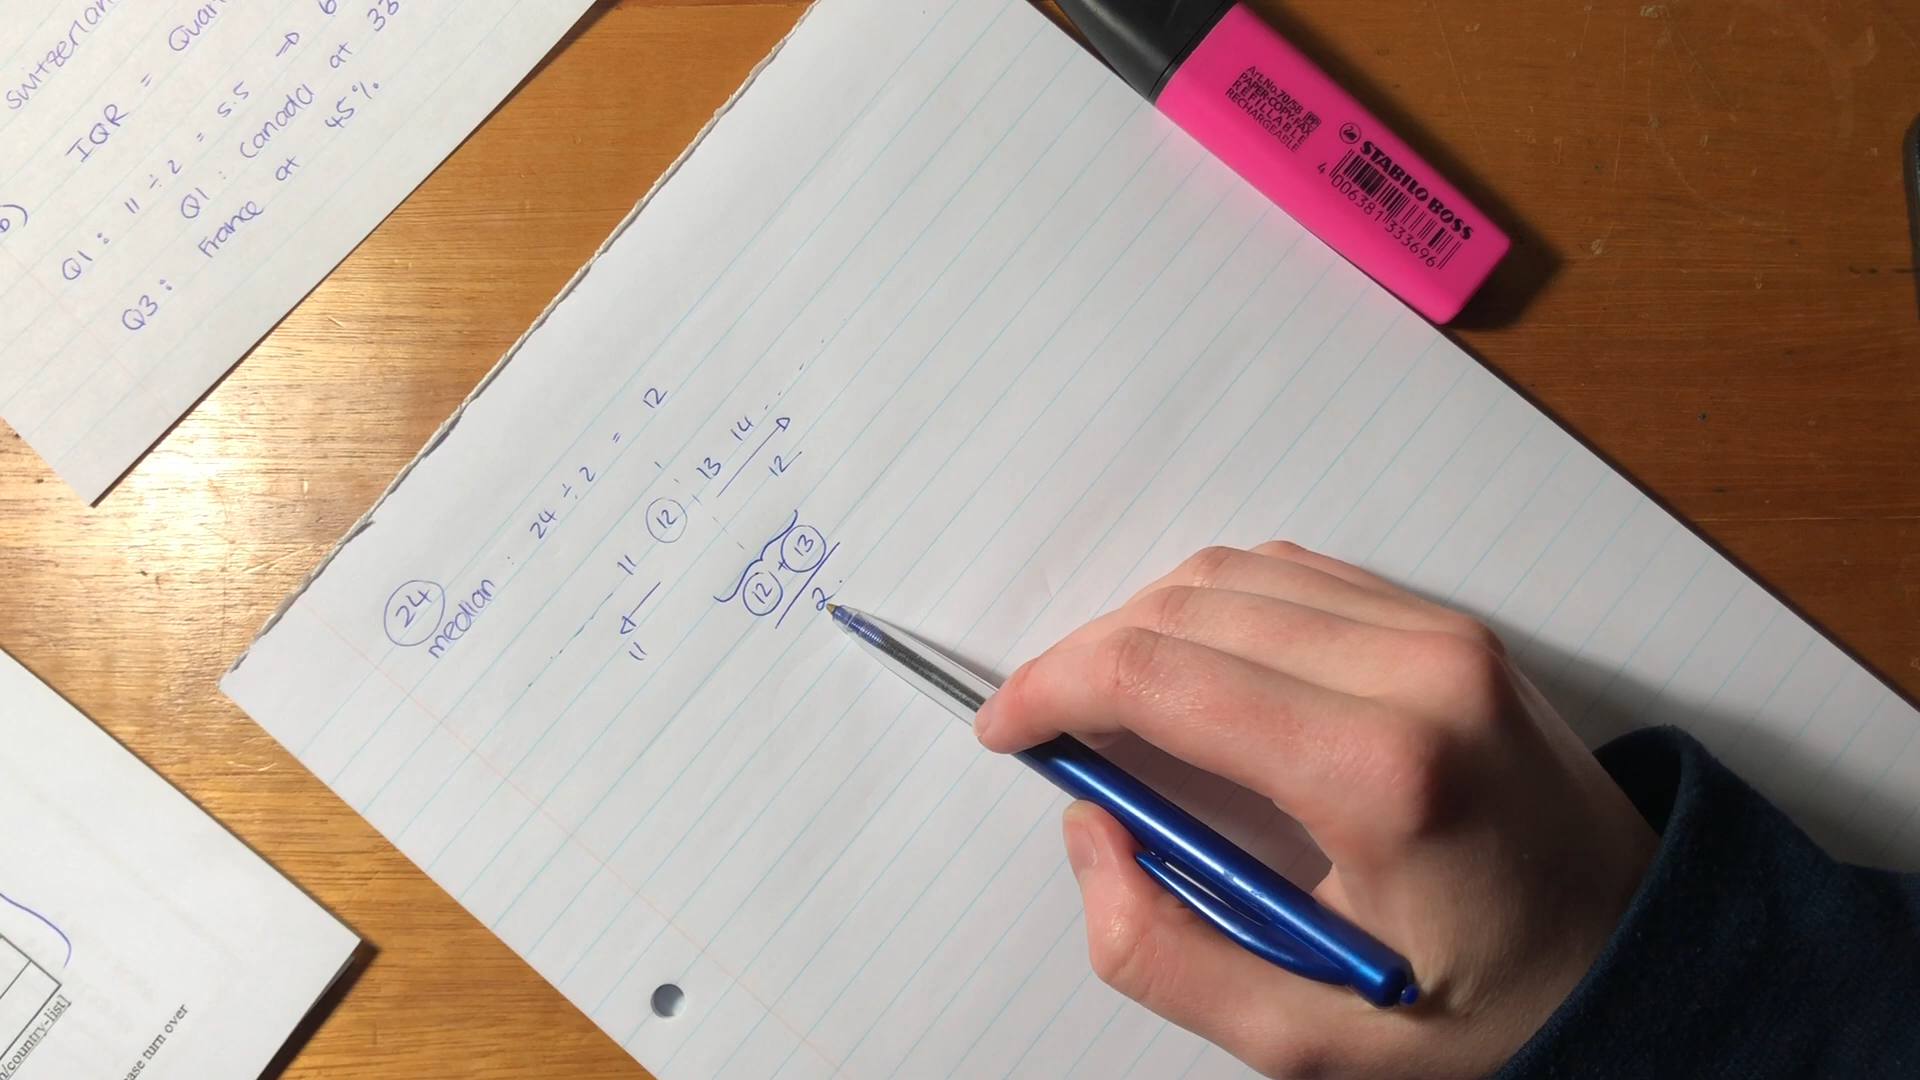 switzerlan
IQR = Quar
b)
Q1: 11 ÷ 2 = 5.5 → 6
Q1: Canada at 33
Q3: France at 45%
24
median: 24 ÷ 2 = 12
11 12 13 14 ...
11 12
12 + 13
2
Art.No.70/56
PAPER-COPY-FAX
REFILLABLE
RECHARGEABLE
STABILO BOSS
4 006381 333696
n/country-list]
ase turn over